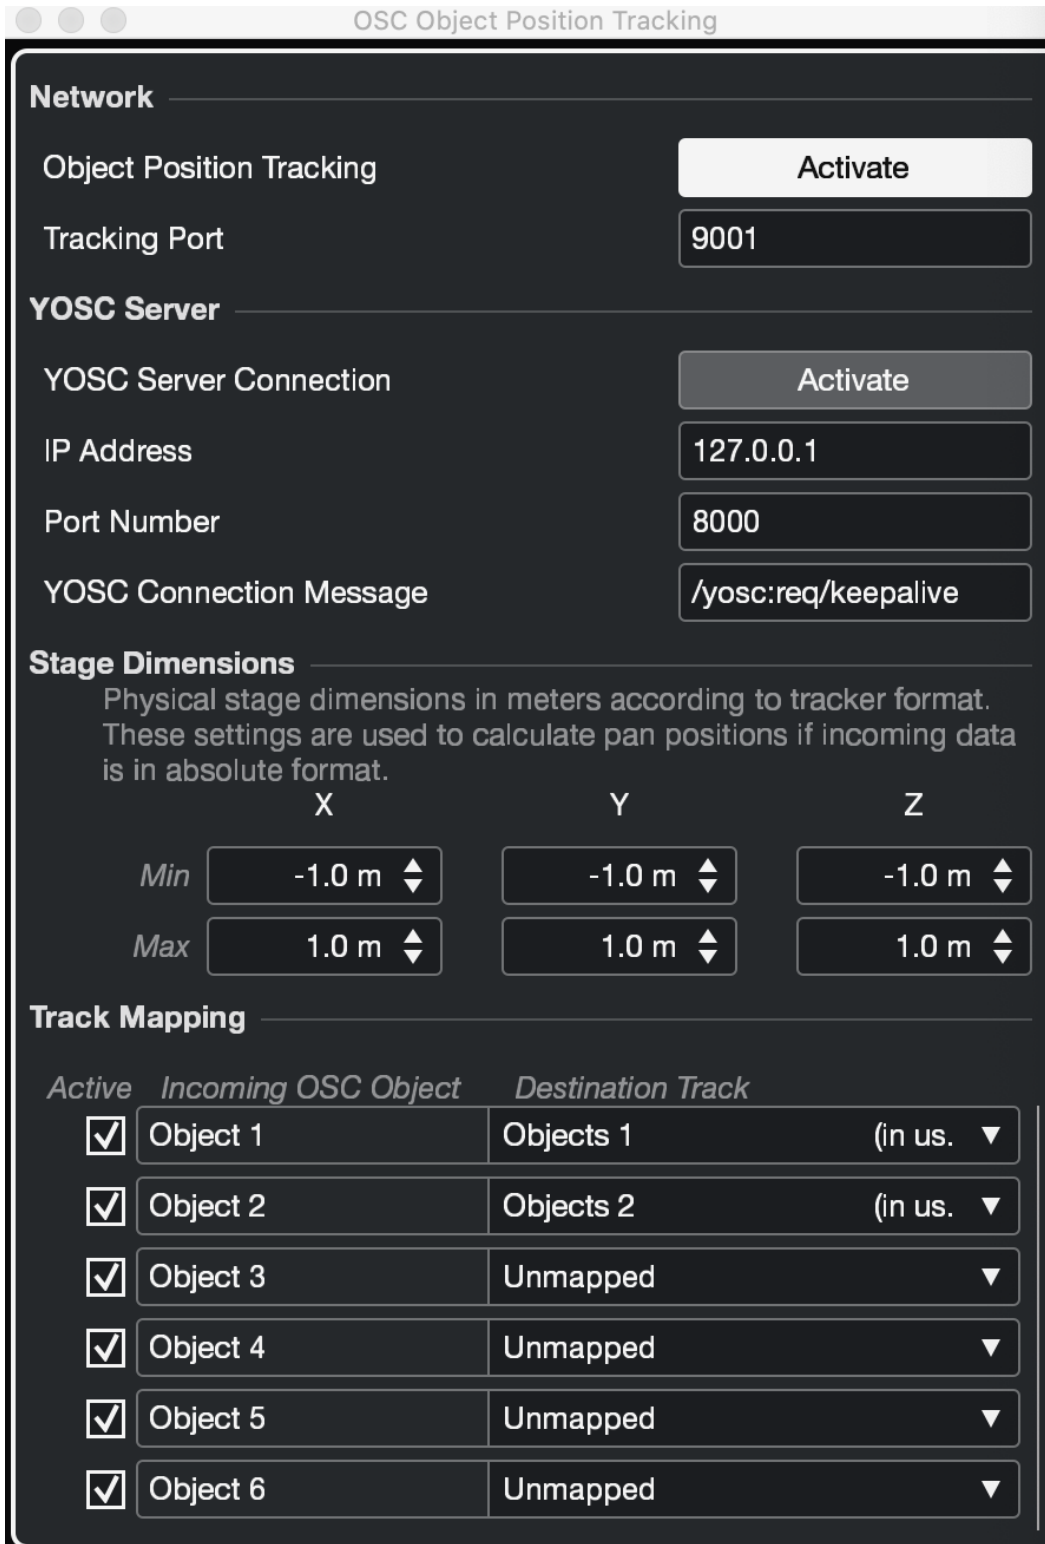 OSC Object Position Tracking
Network
Object Position Tracking Activate
Tracking Port 9001
YOSC Server
YOSC Server Connection Activate
IP Address 127.0.0.1
Port Number 8000
YOSC Connection Message /yosc:req/keepalive
Stage Dimensions
Physical stage dimensions in meters according to tracker format.
These settings are used to calculate pan positions if incoming data
is in absolute format.
X Y Z
Min -1.0 m -1.0 m -1.0 m
Max 1.0 m 1.0 m 1.0 m
Track Mapping
Active Incoming OSC Object Destination Track
Object 1 Objects 1 (in us.
Object 2 Objects 2 (in us.
Object 3 Unmapped
Object 4 Unmapped
Object 5 Unmapped
Object 6 Unmapped